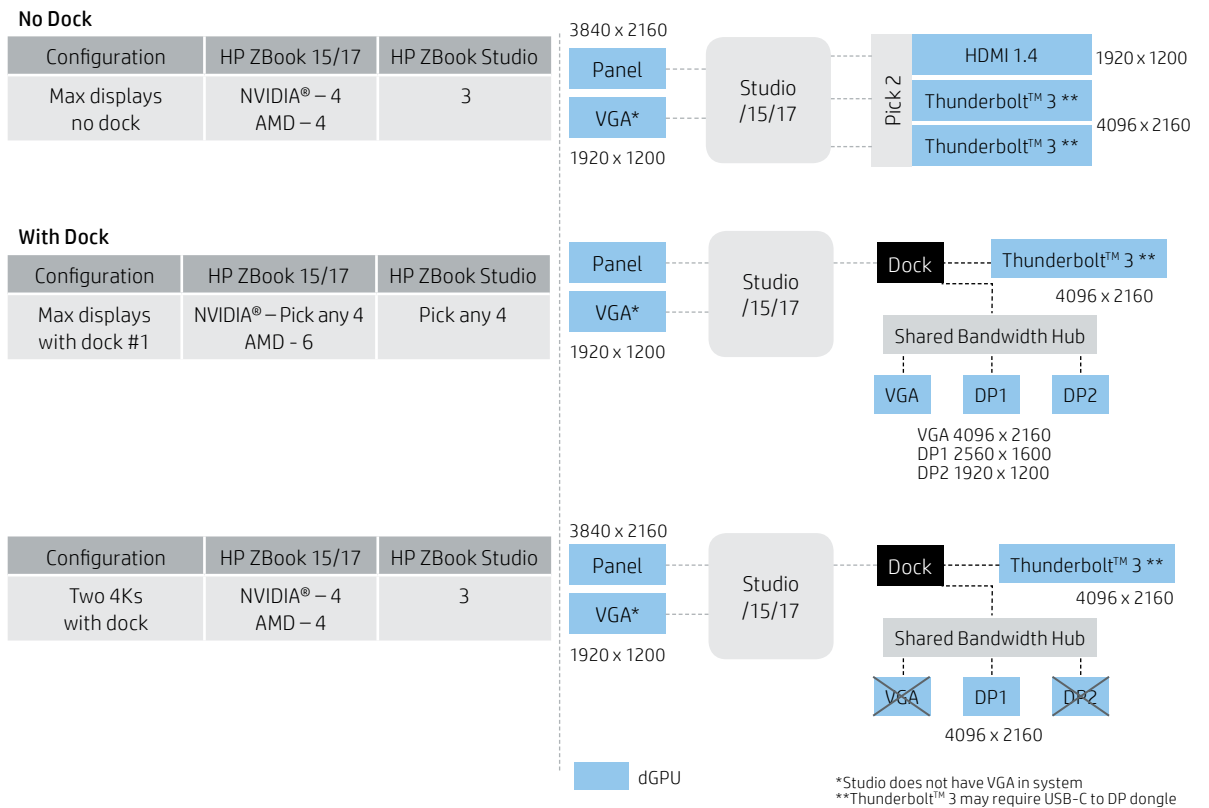 No Dock
Configuration HP ZBook 15/17 HP ZBook Studio
Max displays no dock NVIDIA® – 4 AMD – 4 3
3840 x 2160
Panel
VGA*
1920 x 1200
Studio
/15/17
Pick 2
HDMI 1.4 1920 x 1200
Thunderbolt™ 3 **
4096 x 2160
Thunderbolt™ 3 **
With Dock
Configuration HP ZBook 15/17 HP ZBook Studio
Max displays NVIDIA® – Pick any 4 Pick any 4
with dock #1 AMD - 6
Panel
VGA*
1920 x 1200
Studio
/15/17
Dock
Thunderbolt™ 3 **
4096 x 2160
Shared Bandwidth Hub
VGA DP1 DP2
VGA 4096 x 2160
DP1 2560 x 1600
DP2 1920 x 1200
Configuration HP ZBook 15/17 HP ZBook Studio
Two 4Ks NVIDIA® – 4 3
with dock AMD – 4
3840 x 2160
Panel
VGA*
1920 x 1200
Studio
/15/17
Dock
Thunderbolt™ 3 **
4096 x 2160
Shared Bandwidth Hub
VGA DP1 DP2
4096 x 2160
dGPU
*Studio does not have VGA in system
**Thunderbolt™ 3 may require USB-C to DP dongle